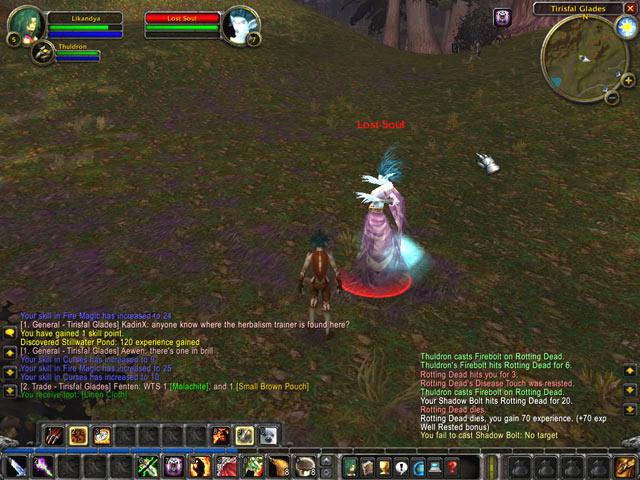 Likandya
Lost Soul
Tirisfal Glades
N
5
7
Thuldron
Lost Soul
Your skill in Fire Magic has increased to 24.
[1. General - Tirisfal Glades] KadinX: anyone know where the herbalism trainer is found here?
You have gained 1 skill point.
Discovered Stillwater Pond: 120 experience gained
[1. General - Tirisfal Glades] Aewen: there's one in brill
Your skill in Curses has increased to 9.
Your skill in Fire Magic has increased to 25.
Your skill in Curses has increased to 10.
[2. Trade - Tirisfal Glades] Fenten: WTS 1 [Malachite], and 1 [Small Brown Pouch]
You receive loot: [Linen Cloth]
Thuldron casts Firebolt on Rotting Dead.
Thuldron's Firebolt hits Rotting Dead for 6.
Rotting Dead hits you for 3.
Rotting Dead's Disease Touch was resisted.
Thuldron casts Firebolt on Rotting Dead.
Your Shadow Bolt hits Rotting Dead for 20.
Rotting Dead dies.
Rotting Dead dies, you gain 70 experience. (+70 exp
Well Rested bonus)
You fail to cast Shadow Bolt: No target
8
8